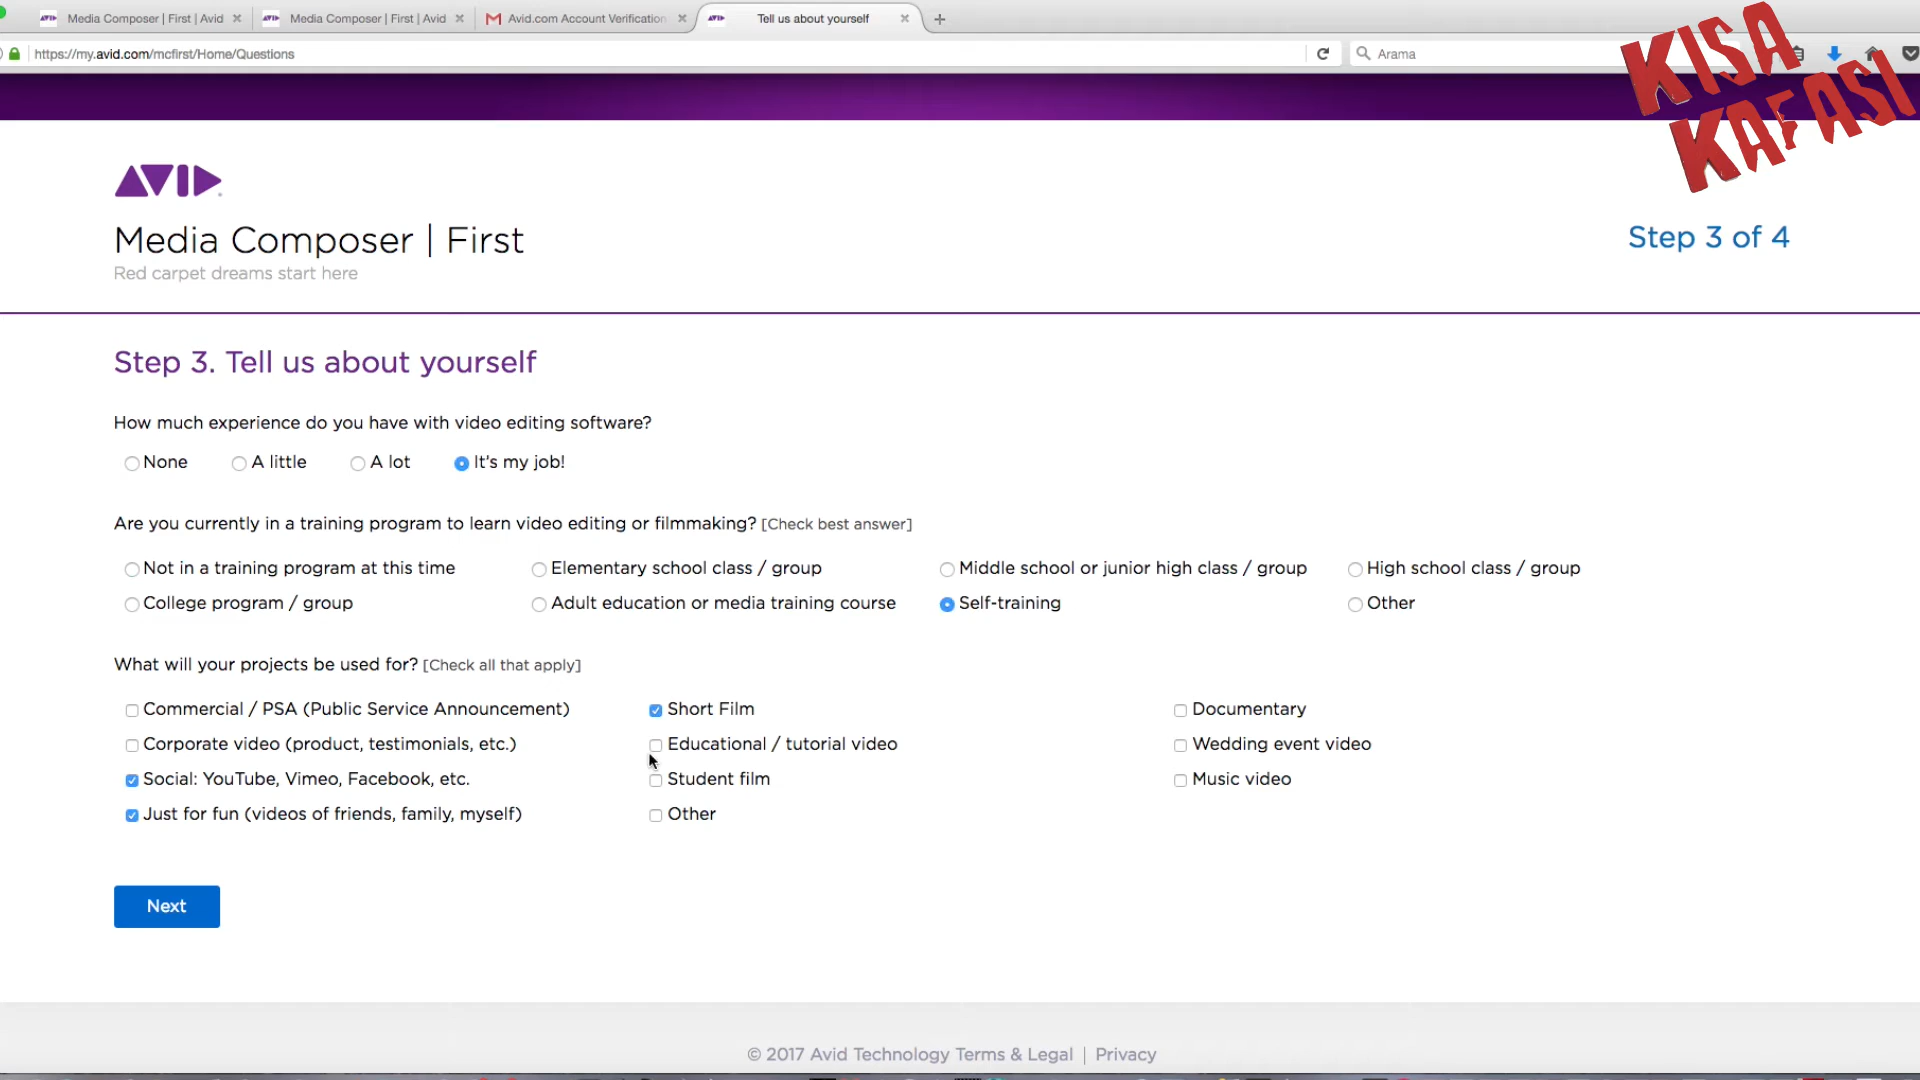 Media Composer | First | Avid
Media Composer | First | Avid
Avid.com Account Verification
Tell us about yourself
https://my.avid.com/mcfirst/Home/Questions
Arama
KISA
KAFASI
AVID
Media Composer | First
Red carpet dreams start here
Step 3 of 4
Step 3. Tell us about yourself
How much experience do you have with video editing software?
None A little A lot It's my job!
Are you currently in a training program to learn video editing or filmmaking? [Check best answer]
Not in a training program at this time Elementary school class / group Middle school or junior high class / group High school class / group
College program / group Adult education or media training course Self-training Other
What will your projects be used for? [Check all that apply]
Commercial / PSA (Public Service Announcement) Short Film Documentary
Corporate video (product, testimonials, etc.) Educational / tutorial video Wedding event video
Social: YouTube, Vimeo, Facebook, etc. Student film Music video
Just for fun (videos of friends, family, myself) Other
Next
© 2017 Avid Technology Terms & Legal | Privacy